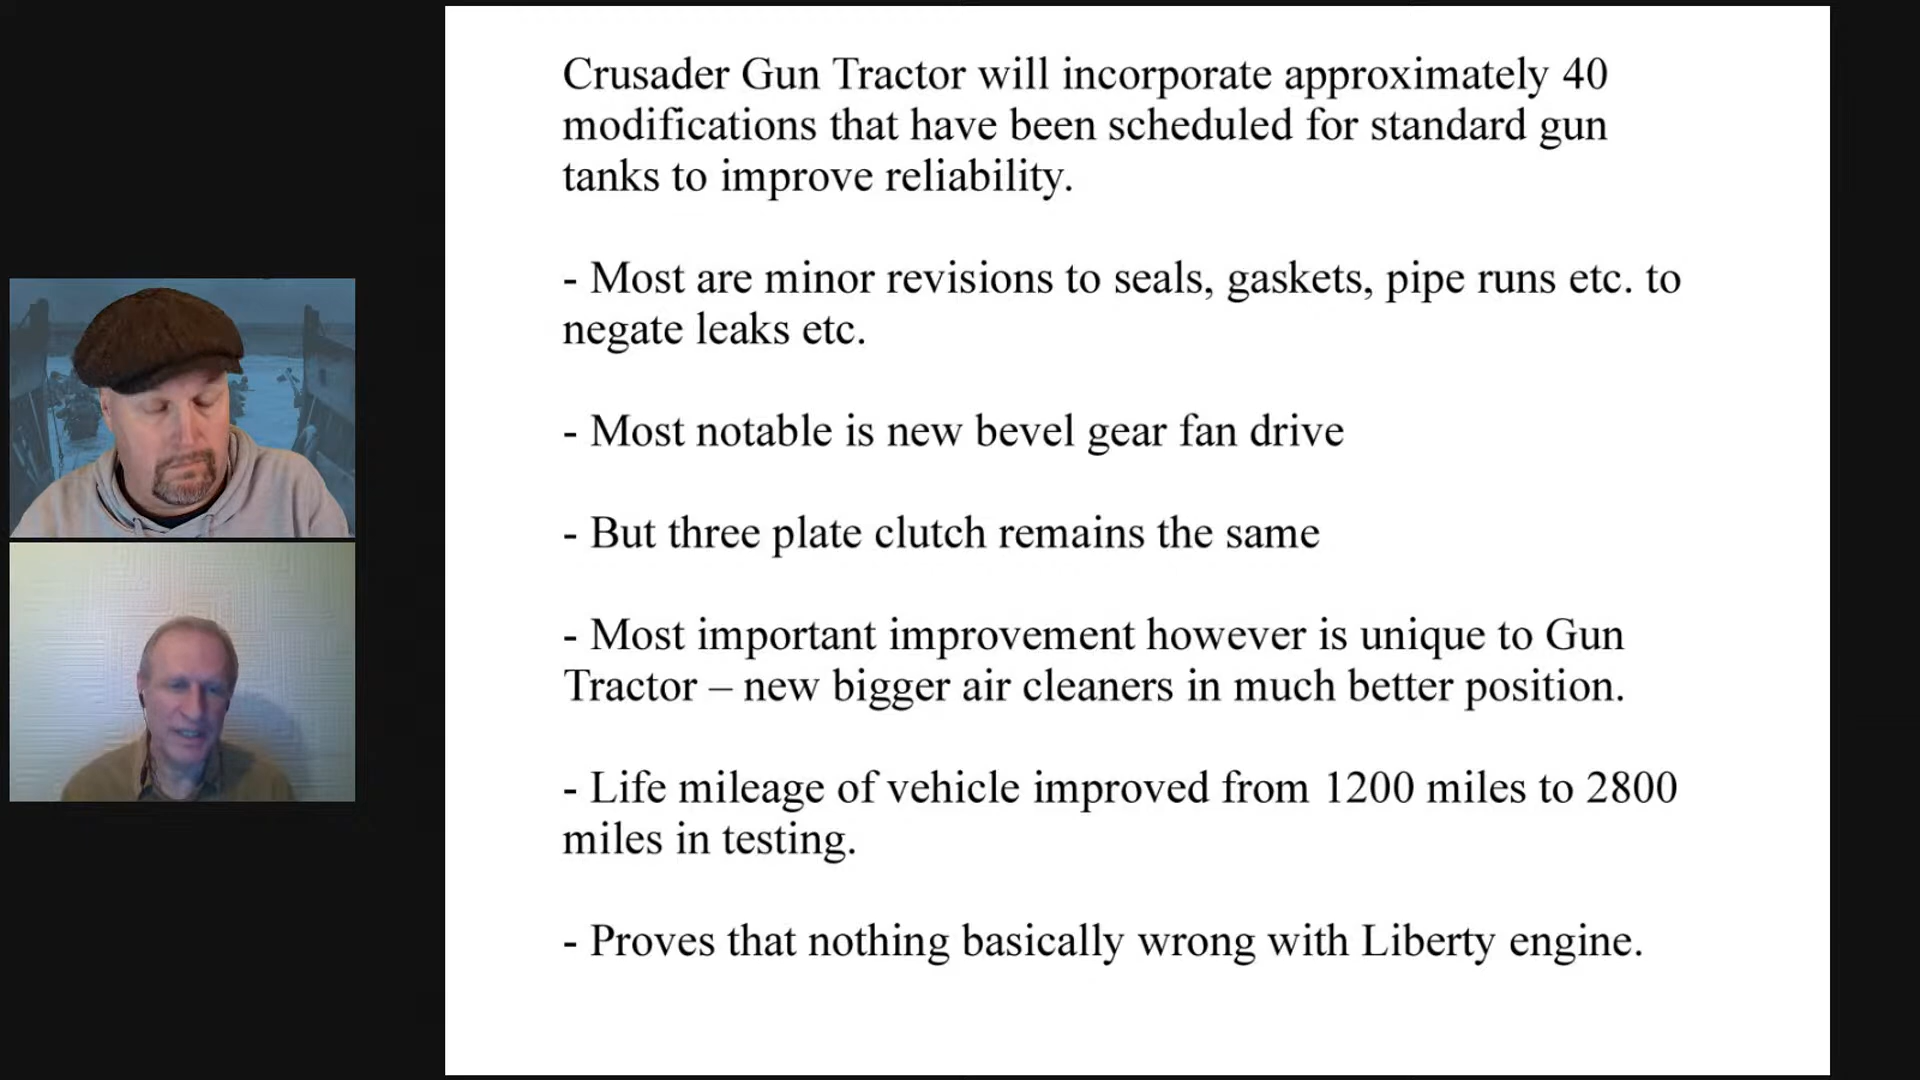 Crusader Gun Tractor will incorporate approximately 40
modifications that have been scheduled for standard gun
tanks to improve reliability.
- Most are minor revisions to seals, gaskets, pipe runs etc. to
negate leaks etc.
- Most notable is new bevel gear fan drive
- But three plate clutch remains the same
- Most important improvement however is unique to Gun
Tractor – new bigger air cleaners in much better position.
- Life mileage of vehicle improved from 1200 miles to 2800
miles in testing.
- Proves that nothing basically wrong with Liberty engine.